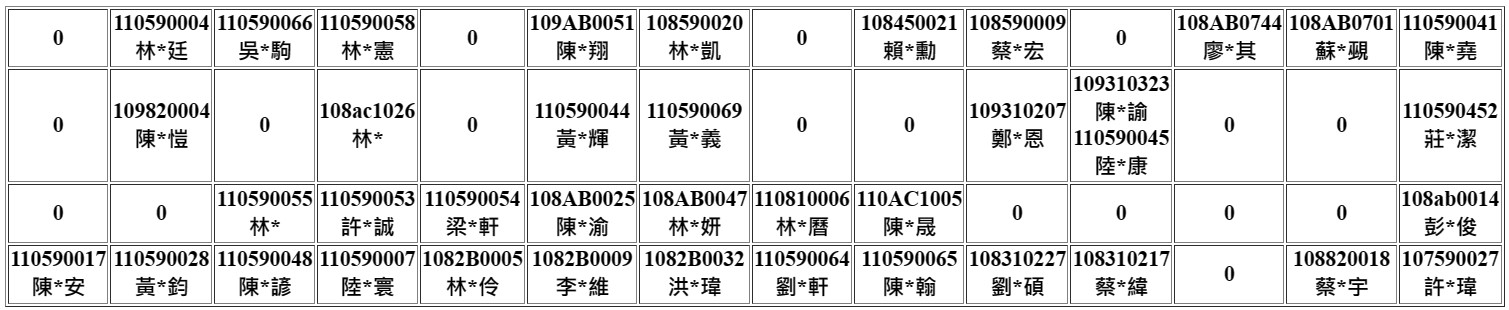 0 110590004 110590066 110590058 0 109AB0051 108590020 0 108450021 108590009 0 108AB0744 108AB0701 110590041
林*廷 吳*駒 林*憲 陳*翔 林*凱 賴*勳 蔡*宏 廖*其 蘇*覡 陳*堯
109310323
0 109820004 0 108ac1026 0 110590044 110590069 0 0 109310207 陳*諭 0 0 110590452
陳*愷 林* 黃*輝 黃*義 鄭*恩 110590045 莊*潔
陸*康
0 0 110590055 110590053 110590054 108AB0025 108AB0047 110810006 110AC1005 0 0 0 0 108ab0014
林* 許*誠 梁*軒 陳*渝 林*妍 林*曆 陳*晟 彭*俊
110590017 110590028 110590048 110590007 1082B0005 1082B0009 1082B0032 110590064 110590065 108310227 108310217 0 108820018 107590027
陳*安 黃*鈞 陳*諺 陸*寰 林*伶 李*維 洪*瑋 劉*軒 陳*翰 劉*碩 蔡*緯 蔡*宇 許*瑋